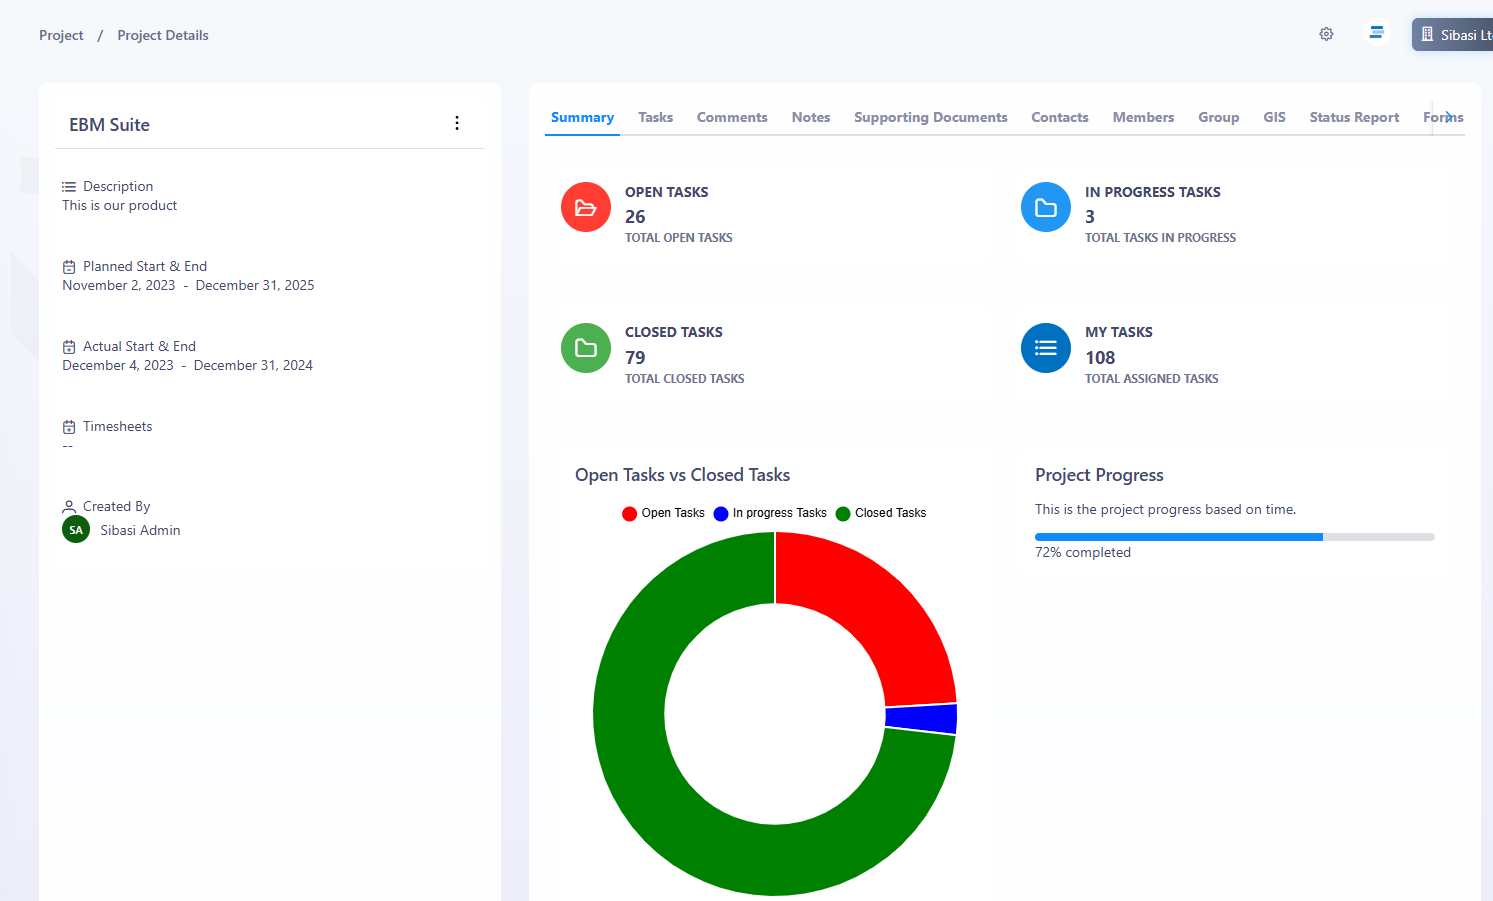 Project / Project Details
Sibasi Lt
EBM Suite
Description
This is our product
Planned Start & End
November 2, 2023 - December 31, 2025
Actual Start & End
December 4, 2023 - December 31, 2024
Timesheets
--
Created By
SA Sibasi Admin
Summary Tasks Comments Notes Supporting Documents Contacts Members Group GIS Status Report Forms
OPEN TASKS
26
TOTAL OPEN TASKS
IN PROGRESS TASKS
3
TOTAL TASKS IN PROGRESS
CLOSED TASKS
79
TOTAL CLOSED TASKS
MY TASKS
108
TOTAL ASSIGNED TASKS
Open Tasks vs Closed Tasks
Open Tasks In progress Tasks Closed Tasks
Project Progress
This is the project progress based on time.
72% completed